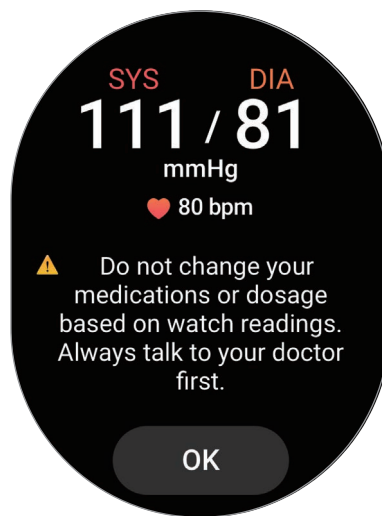 SYS DIA
111 / 81
mmHg
80 bpm
Do not change your
medications or dosage
based on watch readings.
Always talk to your doctor
first.
OK